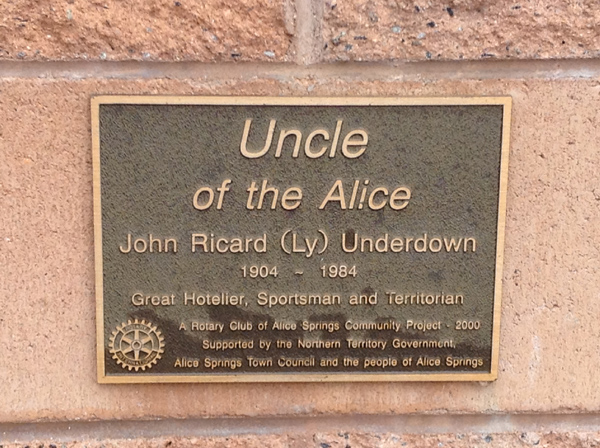 Uncle
of the Alice
John Ricard (Ly) Underdown
1904 ~ 1984
Great Hotelier, Sportsman and Territorian
A Rotary Club of Alice Springs Community Project - 2000
Supported by the Northern Territory Government,
Alice Springs Town Council and the people of Alice Springs